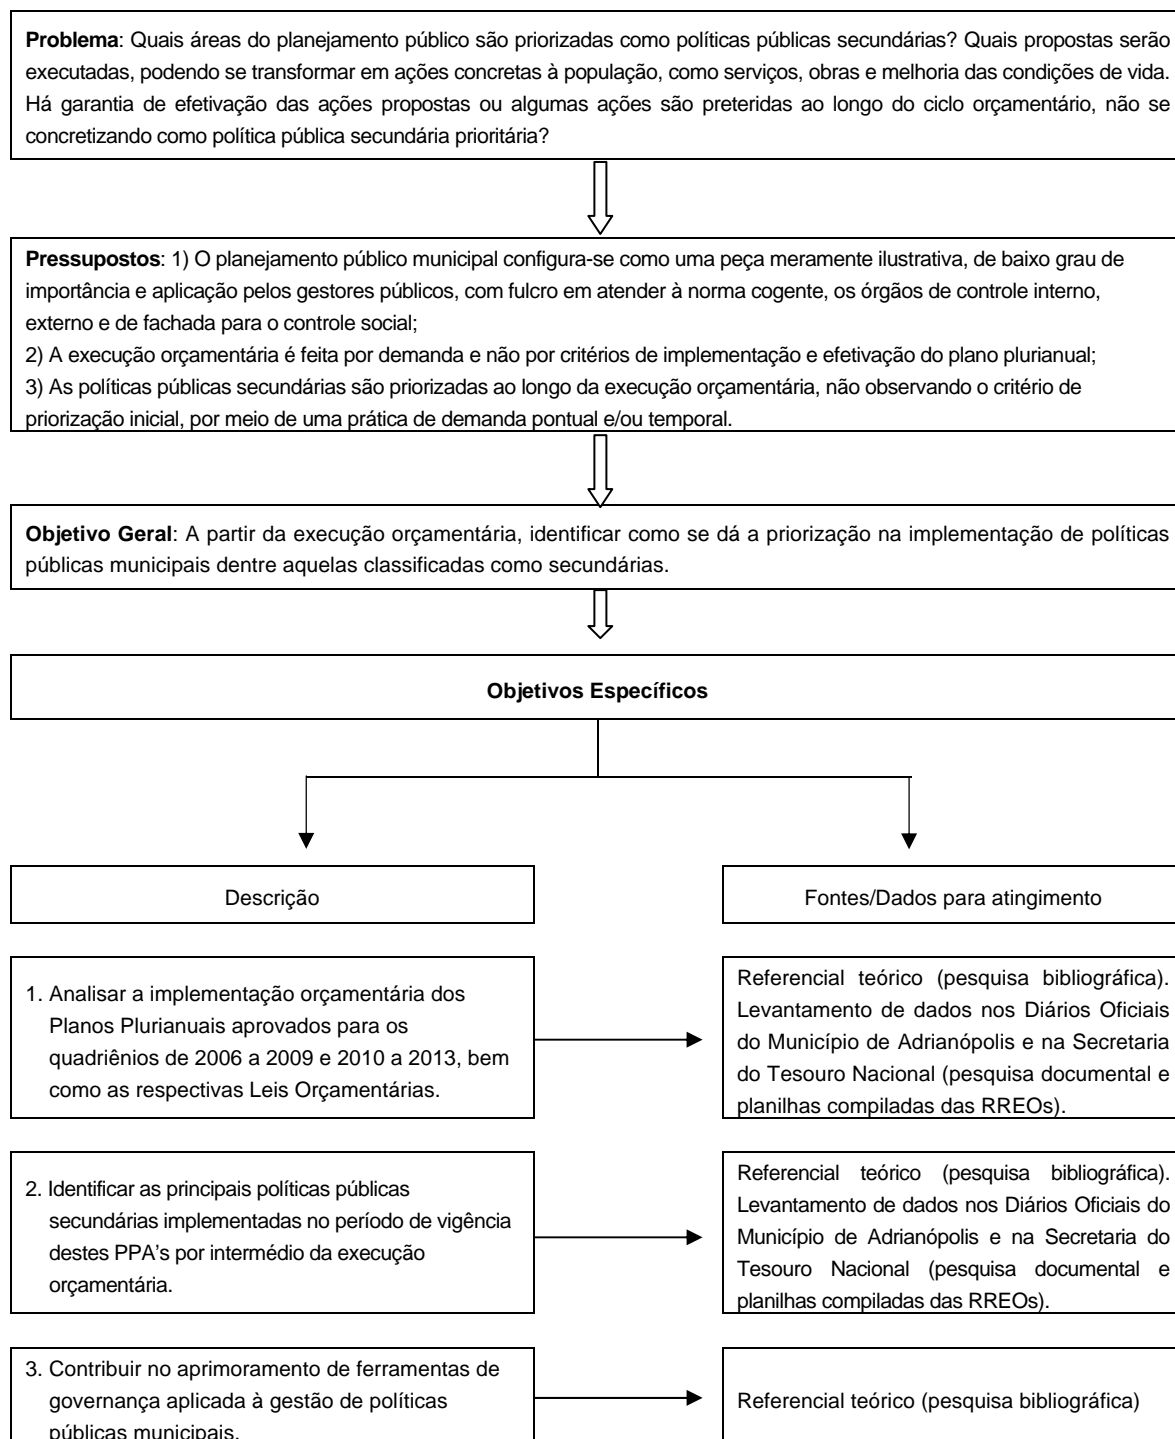 Problema: Quais áreas do planejamento público são priorizadas como políticas públicas secundárias? Quais propostas serão
executadas, podendo se transformar em ações concretas à população, como serviços, obras e melhoria das condições de vida.
Há garantia de efetivação das ações propostas ou algumas ações são preteridas ao longo do ciclo orçamentário, não se
concretizando como política pública secundária prioritária?
Pressupostos: 1) O planejamento público municipal configura-se como uma peça meramente ilustrativa, de baixo grau de
importância e aplicação pelos gestores públicos, com fulcro em atender à norma cogente, os órgãos de controle interno,
externo e de fachada para o controle social;
2) A execução orçamentária é feita por demanda e não por critérios de implementação e efetivação do plano plurianual;
3) As políticas públicas secundárias são priorizadas ao longo da execução orçamentária, não observando o critério de
priorização inicial, por meio de uma prática de demanda pontual e/ou temporal.
Objetivo Geral: A partir da execução orçamentária, identificar como se dá a priorização na implementação de políticas
públicas municipais dentre aquelas classificadas como secundárias.
Objetivos Específicos
Descrição
Fontes/Dados para atingimento
1. Analisar a implementação orçamentária dos
Planos Plurianuais aprovados para os
quadriênios de 2006 a 2009 e 2010 a 2013, bem
como as respectivas Leis Orçamentárias.
Referencial teórico (pesquisa bibliográfica).
Levantamento de dados nos Diários Oficiais
do Município de Adrianópolis e na Secretaria
do Tesouro Nacional (pesquisa documental e
planilhas compiladas das RREOs).
2. Identificar as principais políticas públicas
secundárias implementadas no período de vigência
destes PPA's por intermédio da execução
orçamentária.
Referencial teórico (pesquisa bibliográfica).
Levantamento de dados nos Diários Oficiais do
Município de Adrianópolis e na Secretaria do
Tesouro Nacional (pesquisa documental e
planilhas compiladas das RREOs).
3. Contribuir no aprimoramento de ferramentas de
governança aplicada à gestão de políticas
públicas municipais.
Referencial teórico (pesquisa bibliográfica)